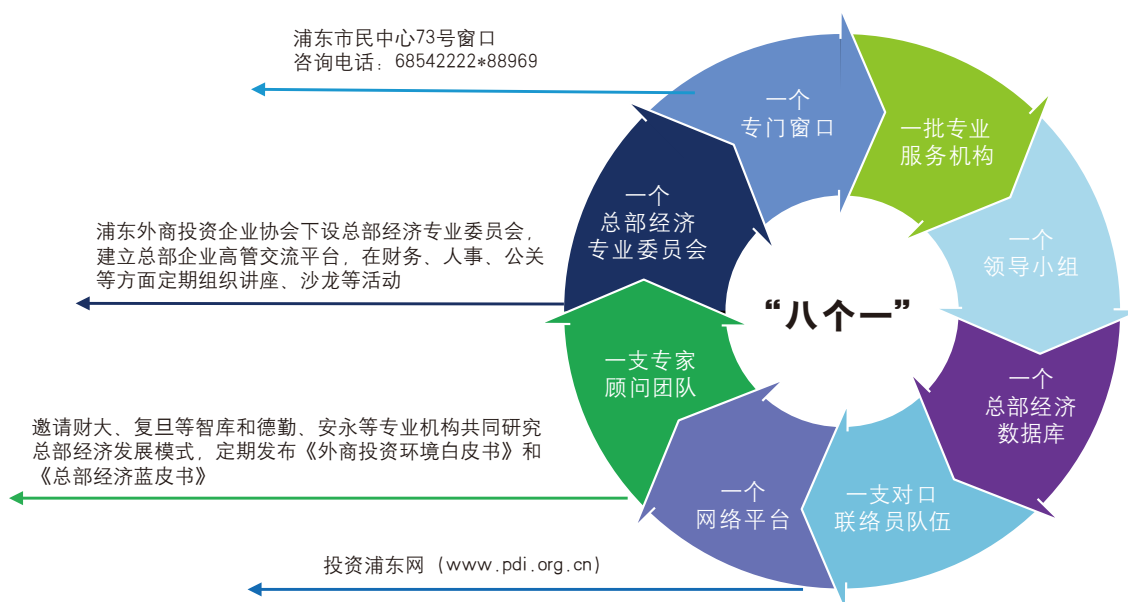 浦东市民中心73号窗口
咨询电话：68542222*88969
浦东外商投资企业协会下设总部经济专业委员会，
建立总部企业高管交流平台，在财务、人事、公关
等方面定期组织讲座、沙龙等活动
邀请财大、复旦等智库和德勤、安永等专业机构共同研究
总部经济发展模式，定期发布《外商投资环境白皮书》和
《总部经济蓝皮书》
投资浦东网（www.pdi.org.cn）
“八个一”
一个
专门窗口
一批专业
服务机构
一个
领导小组
一个
总部经济
数据库
一支对口
联络员队伍
一个
网络平台
一支专家
顾问团队
一个
总部经济
专业委员会